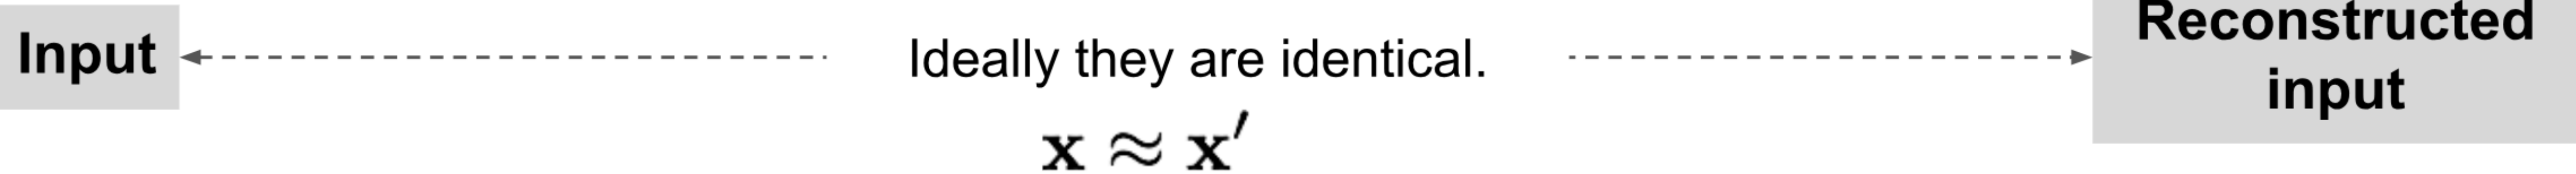 Input
Ideally they are identical.
x ≈ x′
Reconstructed
input